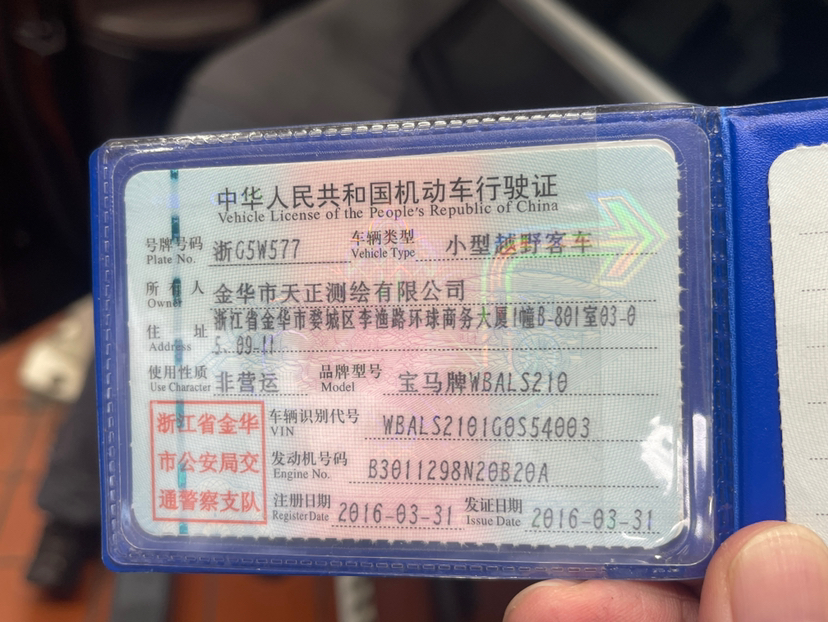 中华人民共和国机动车行驶证
Vehicle License of the People's Republic of China
号牌号码 浙G5W577 车辆类型 小型越野客车
Plate No. Vehicle Type
所有人 金华市天正测绘有限公司
Owner
住址 浙江省金华市婺城区李渔路环球商务大厦1幢B-801室03-0
Address 5、09-11
使用性质 非营运 品牌型号 宝马牌WBALS210
Use Character Model
浙江省金华
市公安局交
通警察支队
车辆识别代号 WBALS2101G0S54003
VIN
发动机号码 B3011298N20B20A
Engine No.
注册日期 2016-03-31 发证日期 2016-03-31
Register Date Issue Date